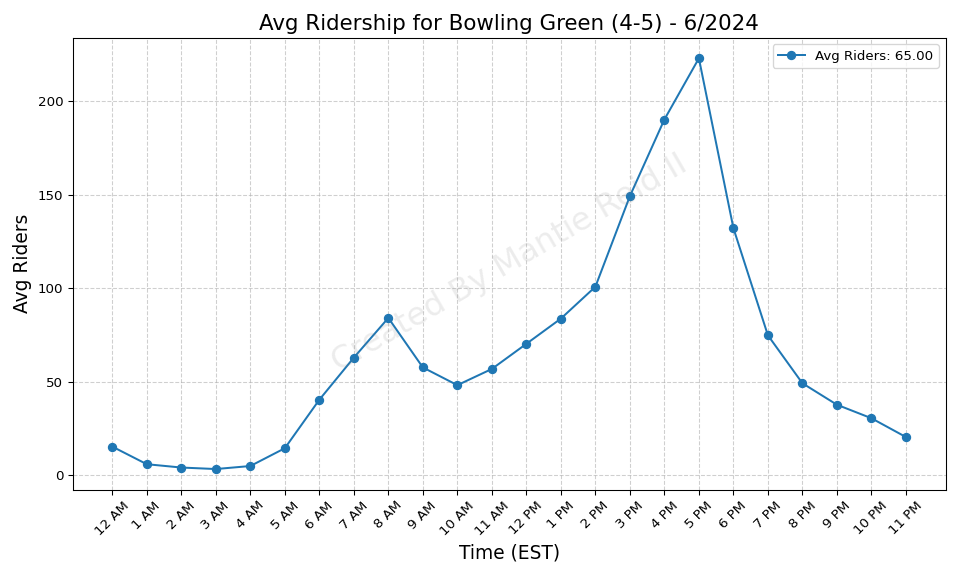 Avg Ridership for Bowling Green (4-5) - 6/2024
Avg Riders: 65.00
200
150
100
50
0
Avg Riders
Created By Mantle Reid II
12 AM
1 AM
2 AM
3 AM
4 AM
5 AM
6 AM
7 AM
8 AM
9 AM
10 AM
11 AM
12 PM
1 PM
2 PM
3 PM
4 PM
5 PM
6 PM
7 PM
8 PM
9 PM
10 PM
11 PM
Time (EST)